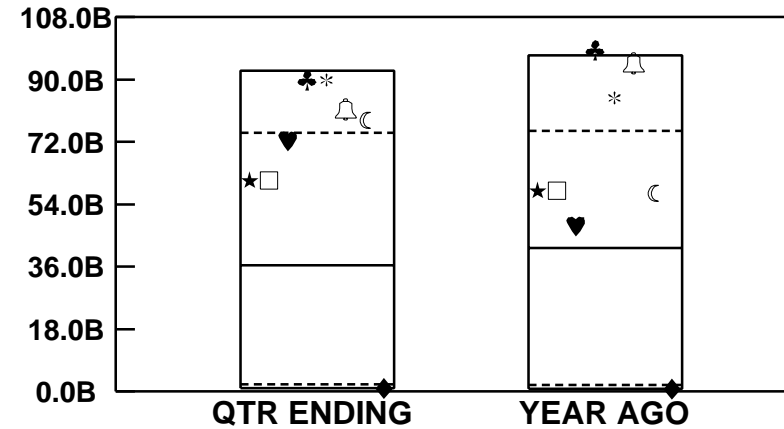 108.0B
90.0B
72.0B
54.0B
36.0B
18.0B
0.0B
QTR ENDING YEAR AGO